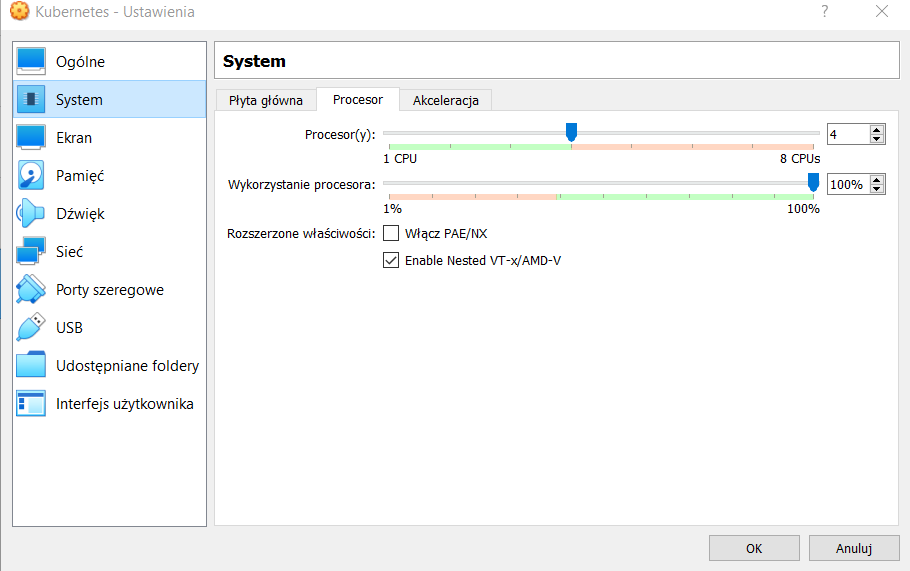 Kubernetes - Ustawienia
?
Ogólne
System
Ekran
Pamięć
Dźwięk
Sieć
Porty szeregowe
USB
Udostępniane foldery
Interfejs użytkownika
System
Płyta główna
Procesor
Akceleracja
Procesor(y):
4
1 CPU
8 CPUs
Wykorzystanie procesora:
100%
1%
100%
Rozszerzone właściwości:
Włącz PAE/NX
Enable Nested VT-x/AMD-V
OK
Anuluj